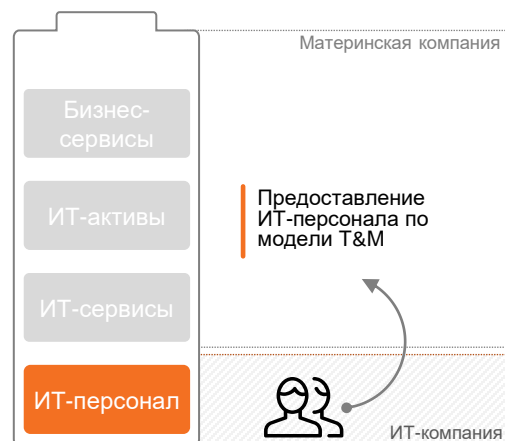 Материнская компания
Бизнес-
сервисы
ИТ-активы
Предоставление
ИТ-персонала по
модели T&M
ИТ-сервисы
ИТ-персонал
ИТ-компания